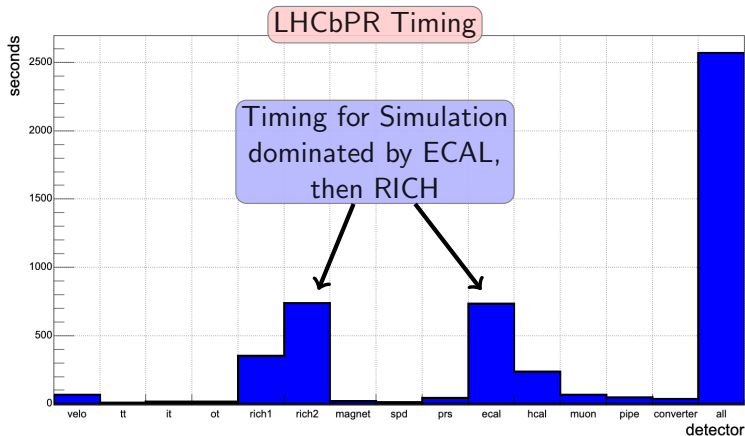 LHCbPR Timing
seconds
2500
2000
1500
1000
500
0
Timing for Simulation
dominated by ECAL,
then RICH
velo tt it ot rich1 rich2 magnet spd prs ecal hcal muon pipe converter all
detector